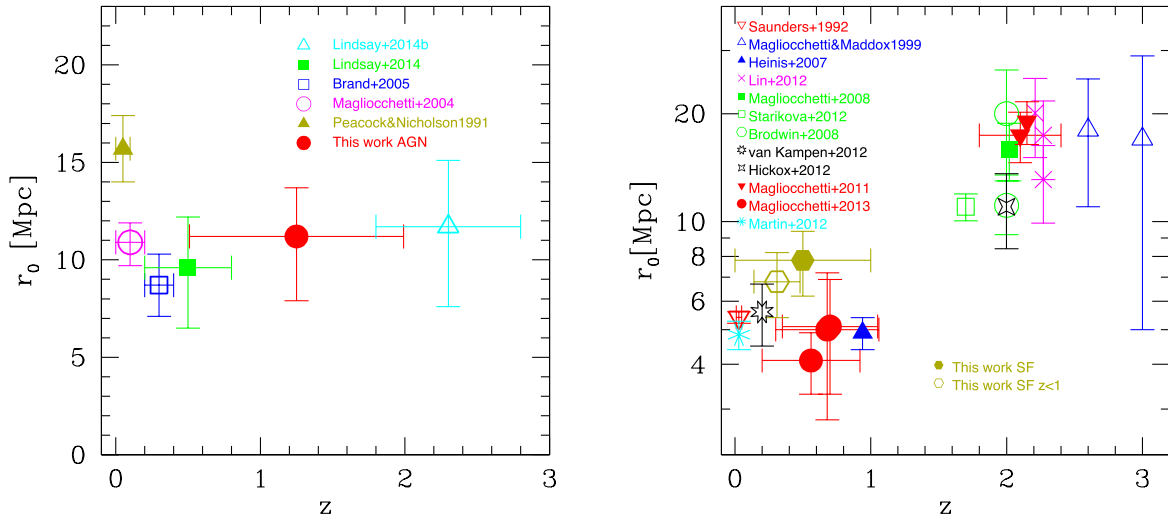 20
15
10
5
0
r₀[Mpc]
0
1
2
3
z
Lindsay+2014b
Lindsay+2014
Brand+2005
Magliocchetti+2004
Peacock&Nicholson1991
This work AGN
20
10
8
6
4
r₀[Mpc]
0
1
2
3
z
Saunders+1992
Magliocchetti&Maddox1999
Heinis+2007
Lin+2012
Magliocchetti+2008
Starikova+2012
Brodwin+2008
van Kampen+2012
Hickox+2012
Magliocchetti+2011
Magliocchetti+2013
Martin+2012
This work SF
This work SF z<1